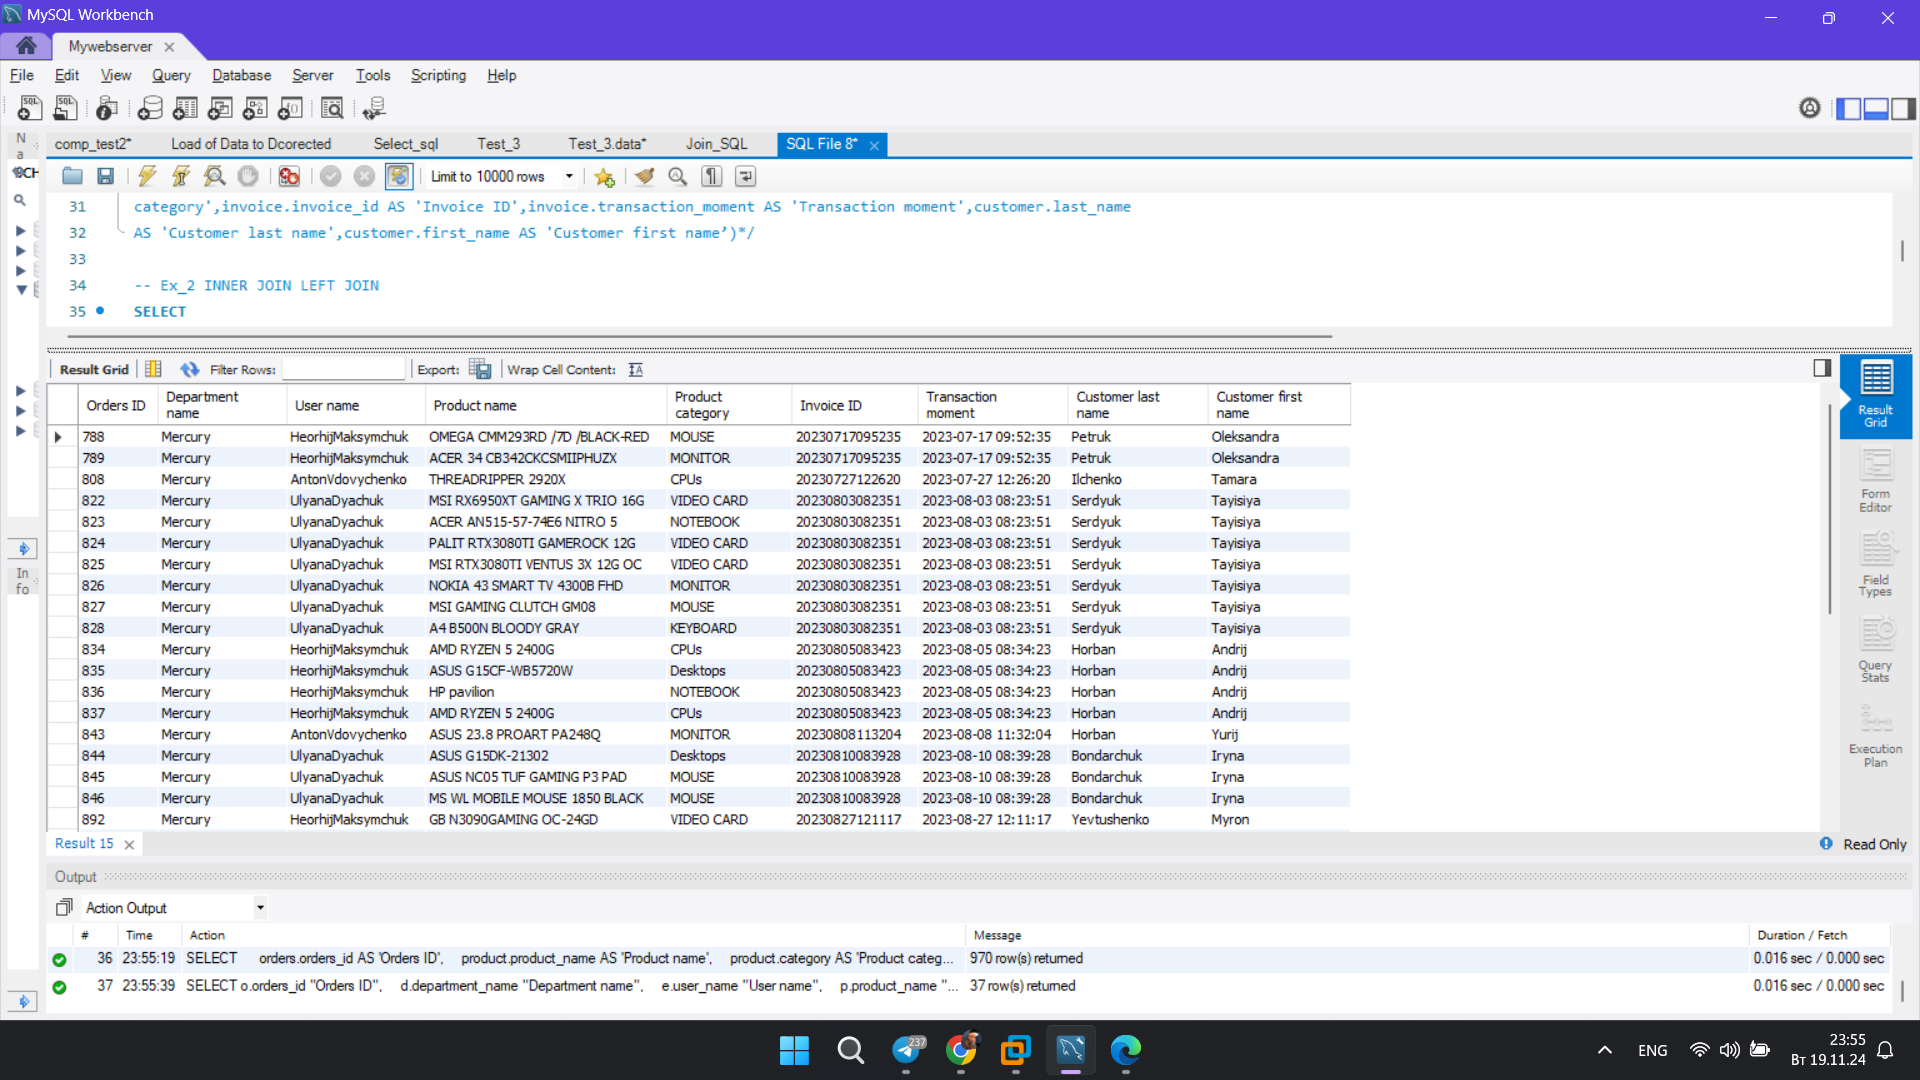 MySQL Workbench
Mywebserver
File Edit View Query Database Server Tools Scripting Help
N
a
comp_test2* Load of Data to Dcorected Select_sql Test_3 Test_3.data* Join_SQL SQL File 8*
Limit to 10000 rows
31 category',invoice.invoice_id AS 'Invoice ID',invoice.transaction_moment AS 'Transaction moment',customer.last_name
32 AS 'Customer last name',customer.first_name AS 'Customer first name’)*/
33
34 -- Ex_2 INNER JOIN LEFT JOIN
35 SELECT
Result Grid Filter Rows: Export: Wrap Cell Content:
Orders ID Department name User name Product name Product category Invoice ID Transaction moment Customer last name Customer first name
788 Mercury HeorhijMaksymchuk OMEGA CMM293RD /7D /BLACK-RED MOUSE 20230717095235 2023-07-17 09:52:35 Petruk Oleksandra
789 Mercury HeorhijMaksymchuk ACER 34 CB342CKCSMIIPHUZX MONITOR 20230717095235 2023-07-17 09:52:35 Petruk Oleksandra
808 Mercury AntonVdovychenko THREADRIPPER 2920X CPUs 20230727122620 2023-07-27 12:26:20 Ilchenko Tamara
822 Mercury UlyanaDyachuk MSI RX6950XT GAMING X TRIO 16G VIDEO CARD 20230803082351 2023-08-03 08:23:51 Serdyuk Tayisiya
823 Mercury UlyanaDyachuk ACER AN515-57-74E6 NITRO 5 NOTEBOOK 20230803082351 2023-08-03 08:23:51 Serdyuk Tayisiya
824 Mercury UlyanaDyachuk PALIT RTX3080TI GAMEROCK 12G VIDEO CARD 20230803082351 2023-08-03 08:23:51 Serdyuk Tayisiya
825 Mercury UlyanaDyachuk MSI RTX3080TI VENTUS 3X 12G OC VIDEO CARD 20230803082351 2023-08-03 08:23:51 Serdyuk Tayisiya
826 Mercury UlyanaDyachuk NOKIA 43 SMART TV 4300B FHD MONITOR 20230803082351 2023-08-03 08:23:51 Serdyuk Tayisiya
827 Mercury UlyanaDyachuk MSI GAMING CLUTCH GM08 MOUSE 20230803082351 2023-08-03 08:23:51 Serdyuk Tayisiya
828 Mercury UlyanaDyachuk A4 B500N BLOODY GRAY KEYBOARD 20230803082351 2023-08-03 08:23:51 Serdyuk Tayisiya
834 Mercury HeorhijMaksymchuk AMD RYZEN 5 2400G CPUs 20230805083423 2023-08-05 08:34:23 Horban Andrij
835 Mercury HeorhijMaksymchuk ASUS G15CF-WB5720W Desktops 20230805083423 2023-08-05 08:34:23 Horban Andrij
836 Mercury HeorhijMaksymchuk HP pavilion NOTEBOOK 20230805083423 2023-08-05 08:34:23 Horban Andrij
837 Mercury HeorhijMaksymchuk AMD RYZEN 5 2400G CPUs 20230805083423 2023-08-05 08:34:23 Horban Andrij
843 Mercury AntonVdovychenko ASUS 23.8 PROART PA248Q MONITOR 20230808113204 2023-08-08 11:32:04 Horban Yurij
844 Mercury UlyanaDyachuk ASUS G15DK-21302 Desktops 20230810083928 2023-08-10 08:39:28 Bondarchuk Iryna
845 Mercury UlyanaDyachuk ASUS NC05 TUF GAMING P3 PAD MOUSE 20230810083928 2023-08-10 08:39:28 Bondarchuk Iryna
846 Mercury UlyanaDyachuk MS WL MOBILE MOUSE 1850 BLACK MOUSE 20230810083928 2023-08-10 08:39:28 Bondarchuk Iryna
892 Mercury HeorhijMaksymchuk GB N3090GAMING OC-24GD VIDEO CARD 20230827121117 2023-08-27 12:11:17 Yevtushenko Myron
Result Grid
Form Editor
Field Types
Query Stats
Execution Plan
In
fo
Result 15 Read Only
Output
Action Output
# Time Action Message Duration / Fetch
36 23:55:19 SELECT orders.orders_id AS 'Orders ID', product.product_name AS 'Product name', product.category AS 'Product categ... 970 row(s) returned 0.016 sec / 0.000 sec
37 23:55:39 SELECT o.orders_id "Orders ID", d.department_name "Department name", e.user_name "User name", p.product_name "... 37 row(s) returned 0.016 sec / 0.000 sec
237
ENG
23:55
Вт 19.11.24